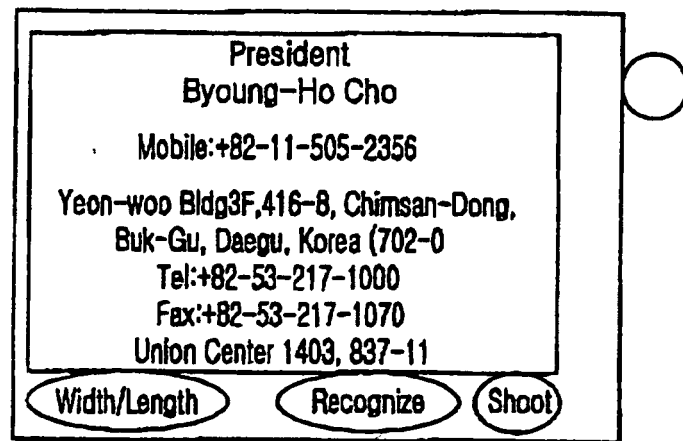 President
Byoung-Ho Cho
Mobile:+82-11-505-2356
Yeon-woo Bldg3F,416-8, Chimsan-Dong,
Buk-Gu, Daegu, Korea (702-0
Tel:+82-53-217-1000
Fax:+82-53-217-1070
Union Center 1403, 837-11
Width/Length Recognize Shoot